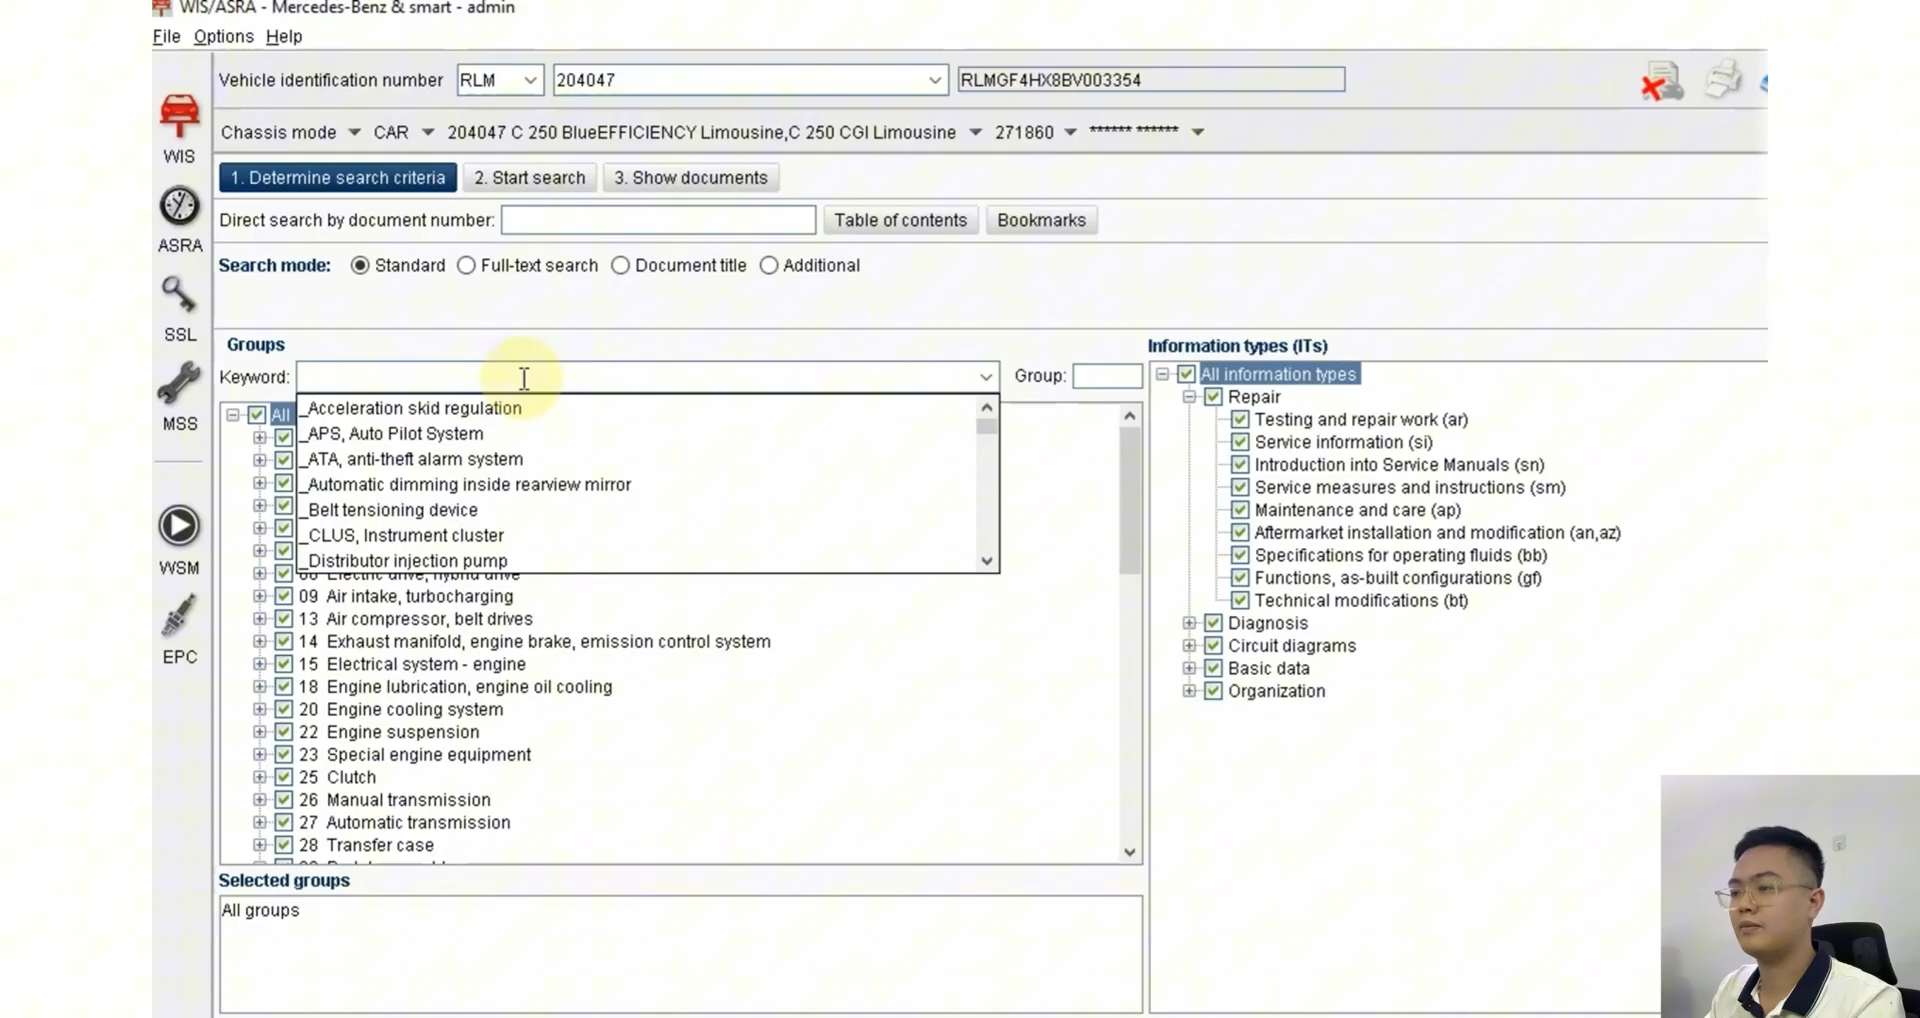 WIS/ASRA - Mercedes-Benz & smart - admin
File Options Help
Vehicle identification number RLM 204047 RLMGF4HX8BV003354
Chassis mode CAR 204047 C 250 BlueEFFICIENCY Limousine,C 250 CGI Limousine 271860 ****** ******
1. Determine search criteria 2. Start search 3. Show documents
Direct search by document number: Table of contents Bookmarks
Search mode: Standard Full-text search Document title Additional
WIS
ASRA
SSL
MSS
WSM
EPC
Groups
Keyword: Group:
All
_Acceleration skid regulation
_APS, Auto Pilot System
_ATA, anti-theft alarm system
_Automatic dimming inside rearview mirror
_Belt tensioning device
_CLUS, Instrument cluster
_Distributor injection pump
08 Electric drive, hybrid drive
09 Air intake, turbocharging
13 Air compressor, belt drives
14 Exhaust manifold, engine brake, emission control system
15 Electrical system - engine
18 Engine lubrication, engine oil cooling
20 Engine cooling system
22 Engine suspension
23 Special engine equipment
25 Clutch
26 Manual transmission
27 Automatic transmission
28 Transfer case
Selected groups
All groups
Information types (ITs)
All information types
Repair
Testing and repair work (ar)
Service information (si)
Introduction into Service Manuals (sn)
Service measures and instructions (sm)
Maintenance and care (ap)
Aftermarket installation and modification (an,az)
Specifications for operating fluids (bb)
Functions, as-built configurations (gf)
Technical modifications (bt)
Diagnosis
Circuit diagrams
Basic data
Organization